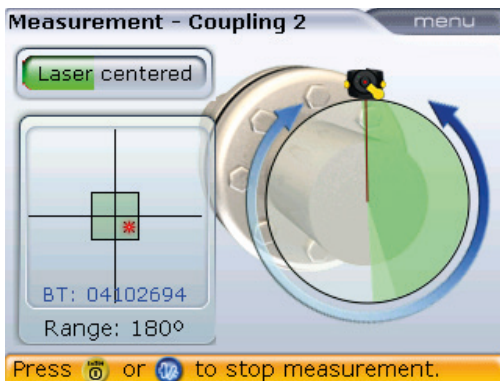 Measurement - Coupling 2
menu
Laser centered
BT: 04102694
Range: 180º
Press or to stop measurement.